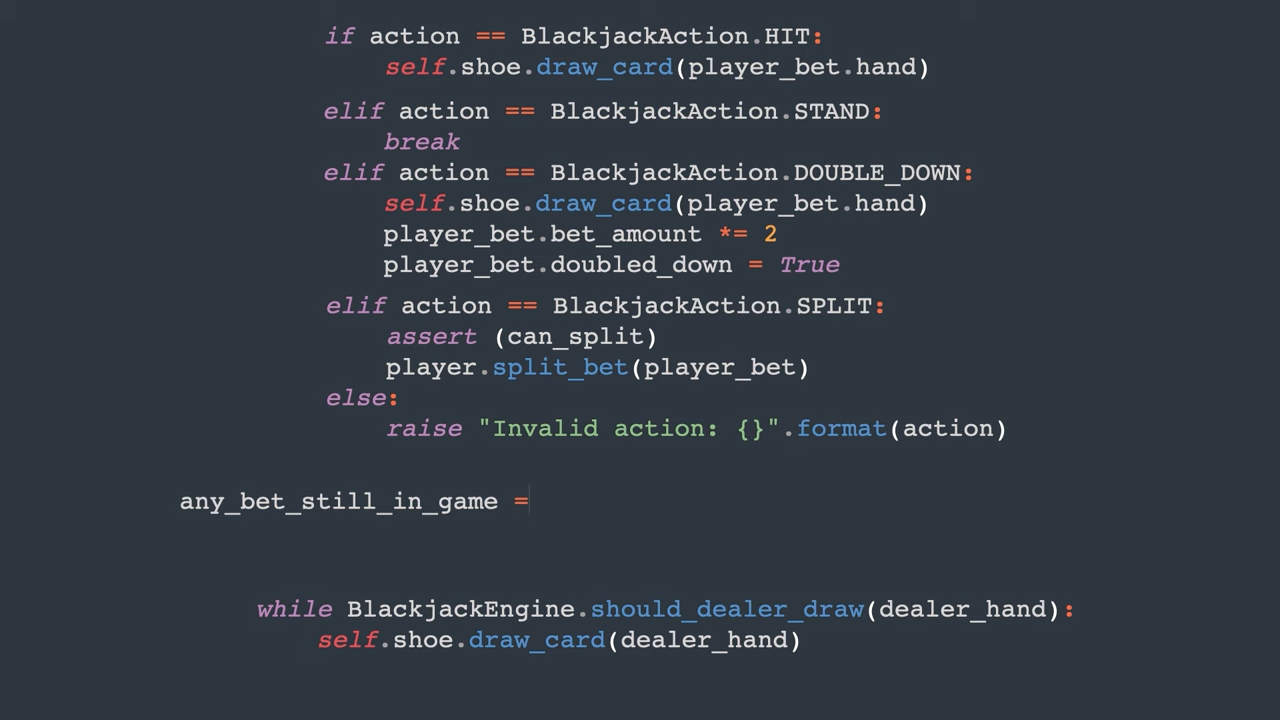 if action == BlackjackAction.HIT:
self.shoe.draw_card(player_bet.hand)
elif action == BlackjackAction.STAND:
break
elif action == BlackjackAction.DOUBLE_DOWN:
self.shoe.draw_card(player_bet.hand)
player_bet.bet_amount *= 2
player_bet.doubled_down = True
elif action == BlackjackAction.SPLIT:
assert (can_split)
player.split_bet(player_bet)
else:
raise "Invalid action: {}".format(action)
any_bet_still_in_game =
while BlackjackEngine.should_dealer_draw(dealer_hand):
self.shoe.draw_card(dealer_hand)